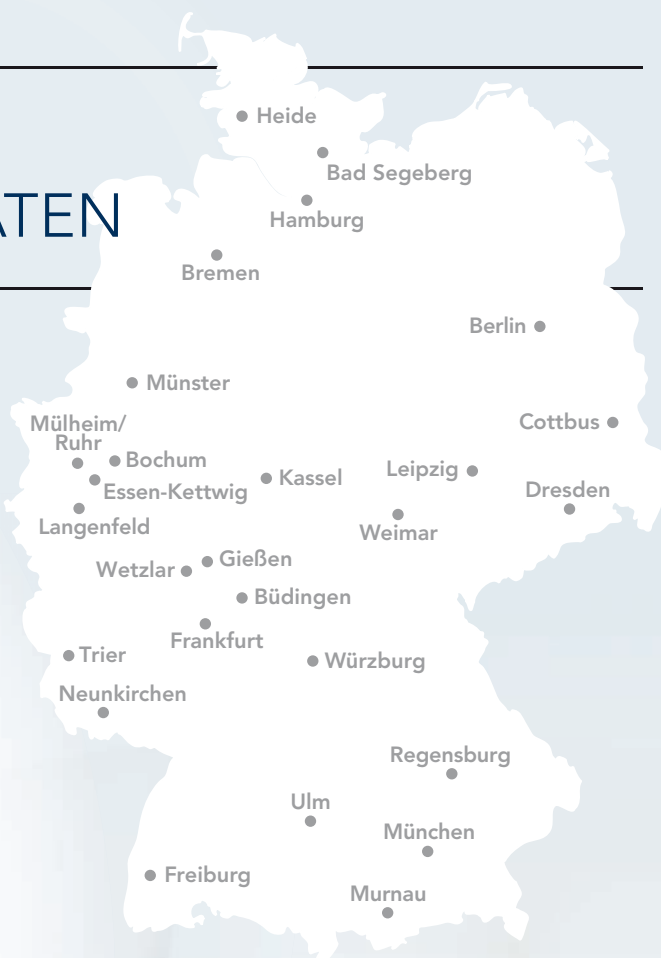 Heide
Bad Segeberg
ATEN
Hamburg
Bremen
Berlin
Münster
Mülheim/
Ruhr
Cottbus
Bochum
Leipzig
Kassel
Essen-Kettwig
Dresden
Langenfeld
Weimar
Gießen
Wetzlar
Büdingen
Frankfurt
Trier
Würzburg
Neunkirchen
Regensburg
Ulm
München
Freiburg
Murnau